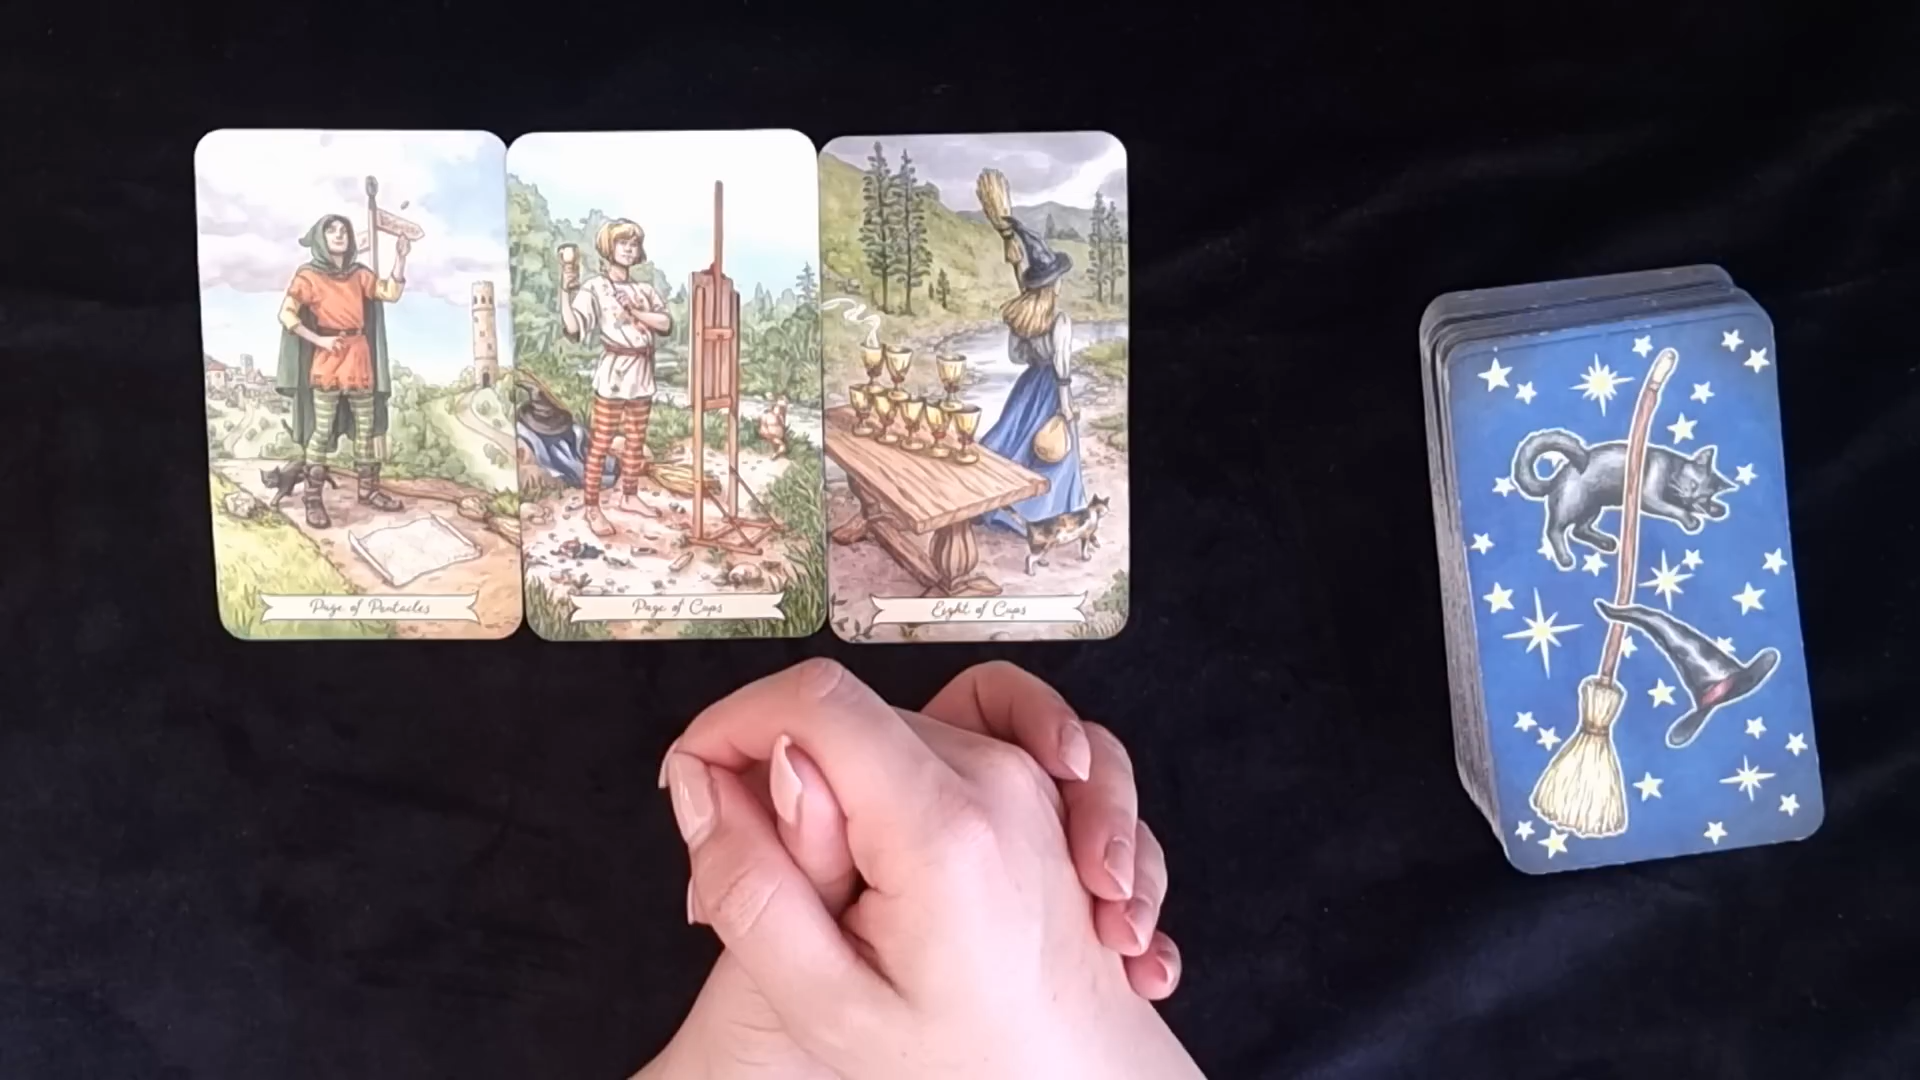 Page of Pentacles
Page of Cups
Eight of Cups